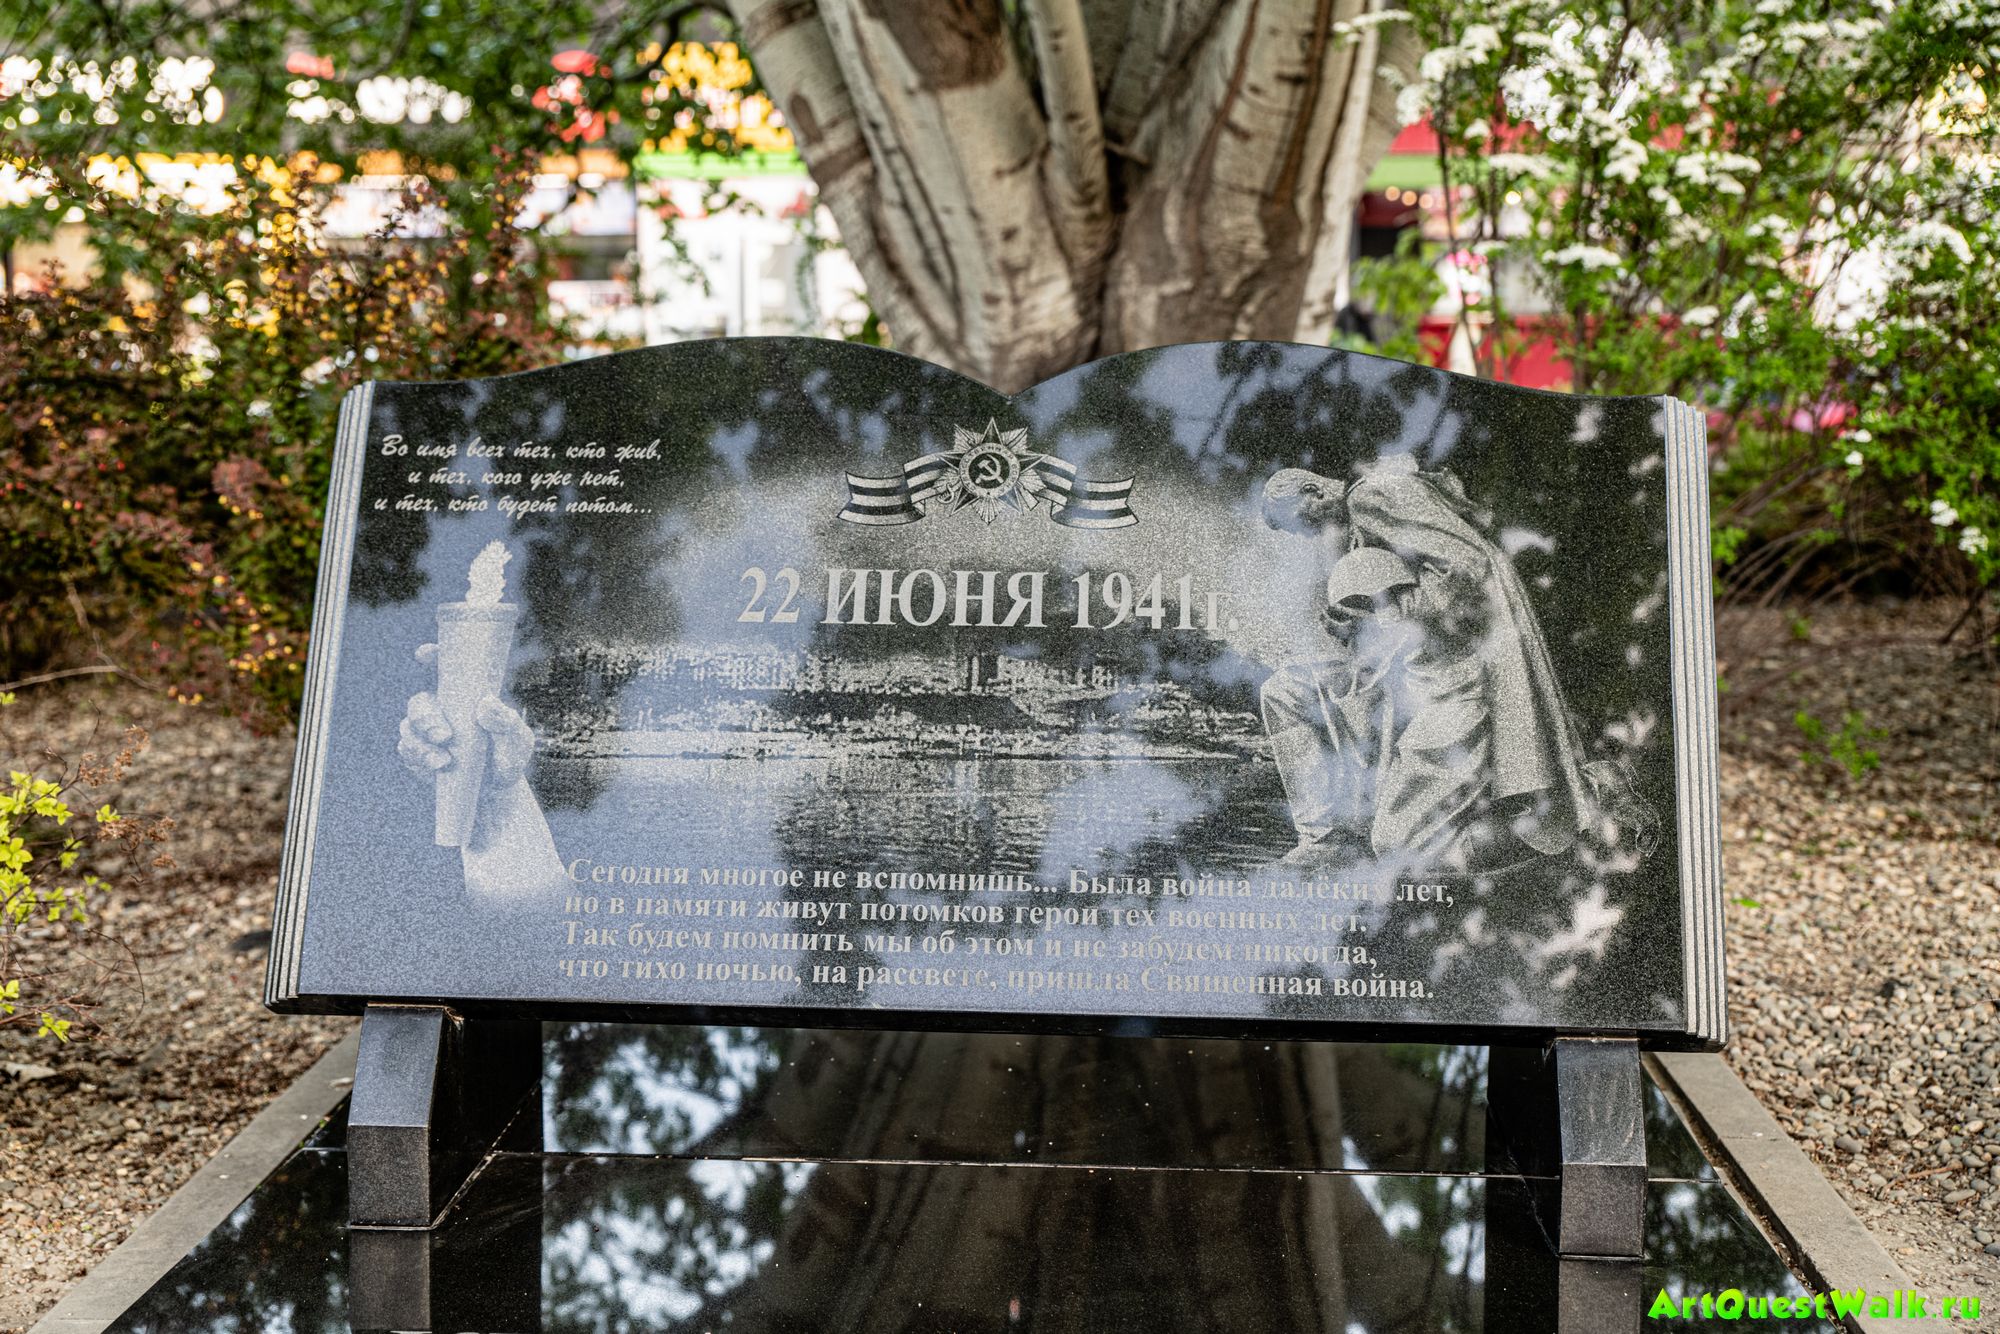 Во имя всех тех, кто жив,
и тех, кого уже нет,
и тех, кто будет потом...
22 ИЮНЯ 1941г.
Сегодня многое не вспомнишь... Была война далёких лет,
но в памяти живут потомков герои тех военных лет.
Так будем помнить мы об этом и не забудем никогда,
что тихо ночью, на рассвете, пришла Священная война.
ArtQuestWalk.ru